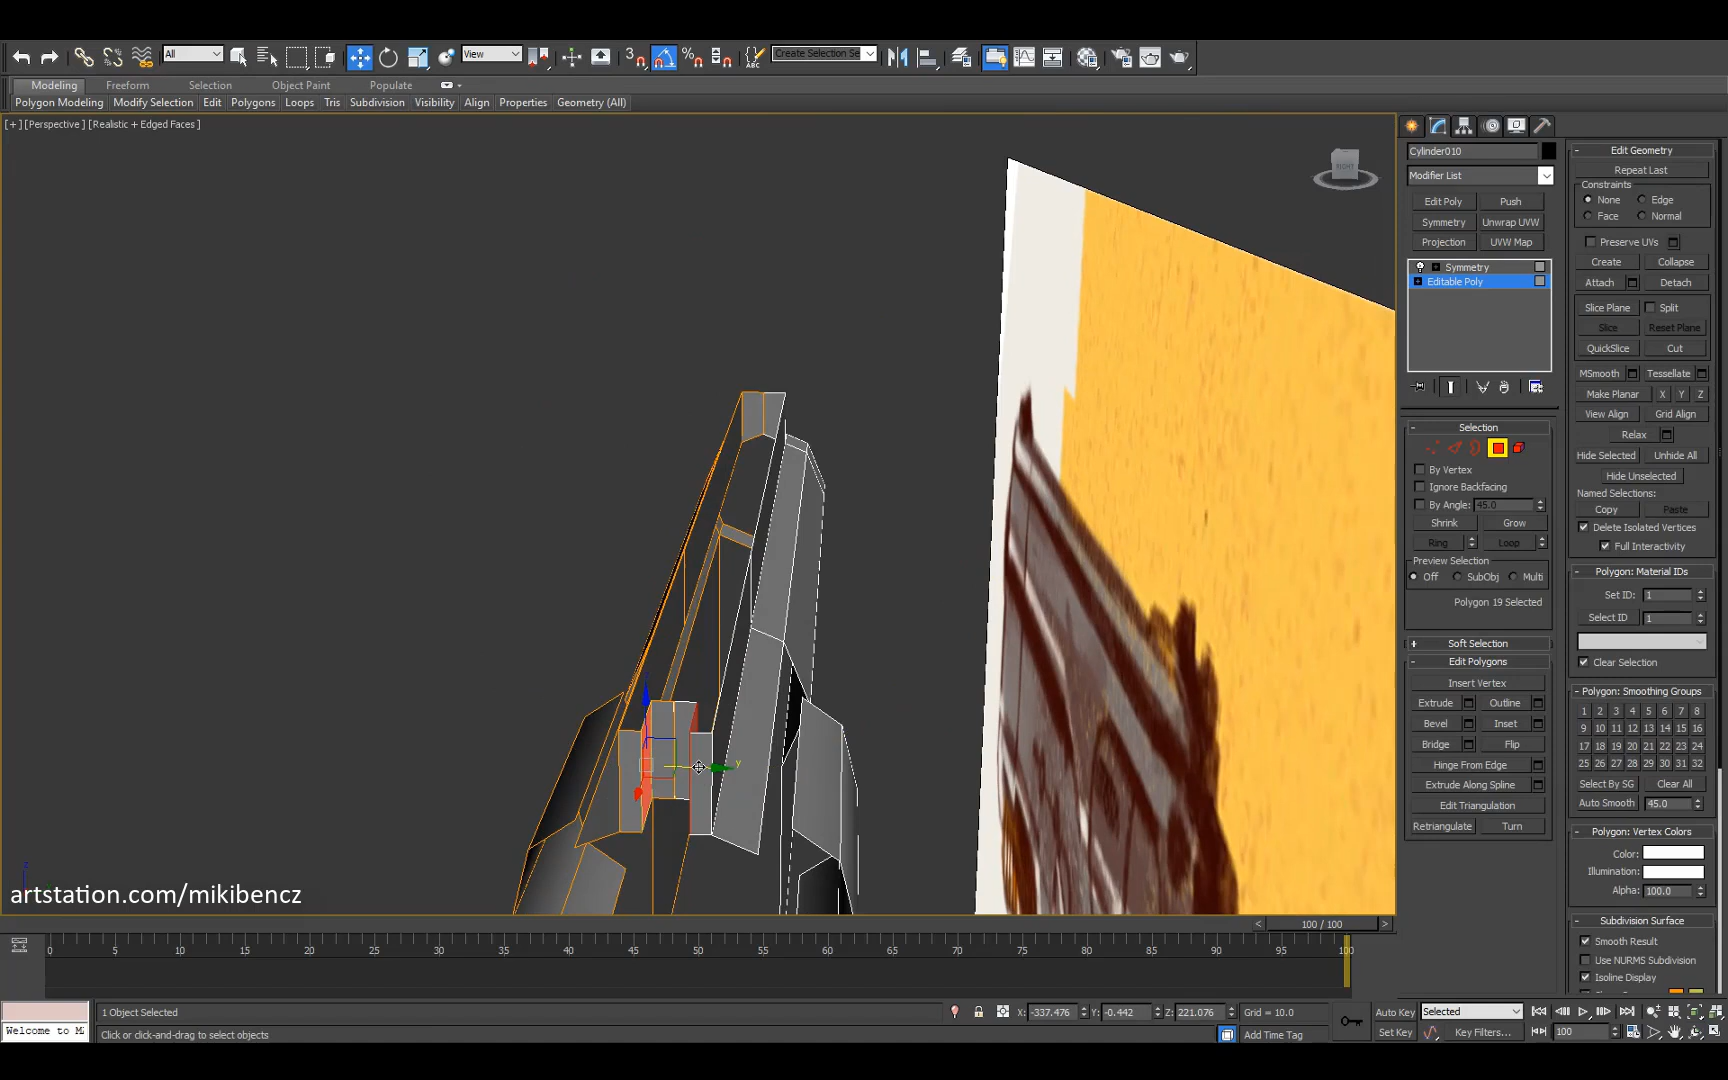 All
View
3
%
ABC
Create Selection Se
Modeling Freeform Selection Object Paint Populate
Polygon Modeling Modify Selection Edit Polygons Loops Tris Subdivision Visibility Align Properties Geometry (All)
[+] [Perspective] [Realistic + Edged Faces]
RIGHT
y
artstation.com/mikibencz
Cylinder010
Modifier List
Edit Poly Push
Symmetry Unwrap UVW
Projection UVW Map
Symmetry
Editable Poly
- Selection
By Vertex
Ignore Backfacing
By Angle: 45.0
Shrink Grow
Ring Loop
Preview Selection
Off SubObj Multi
Polygon 19 Selected
+ Soft Selection
- Edit Polygons
Insert Vertex
Extrude Outline
Bevel Inset
Bridge Flip
Hinge From Edge
Extrude Along Spline
Edit Triangulation
Retriangulate Turn
- Edit Geometry
Repeat Last
Constraints
None Edge
Face Normal
Preserve UVs
Create Collapse
Attach Detach
Slice Plane Split
Slice Reset Plane
QuickSlice Cut
MSmooth Tessellate
Make Planar X Y Z
View Align Grid Align
Relax
Hide Selected Unhide All
Hide Unselected
Named Selections:
Copy Paste
Delete Isolated Vertices
Full Interactivity
- Polygon: Material IDs
Set ID: 1
Select ID 1
Clear Selection
- Polygon: Smoothing Groups
1 2 3 4 5 6 7 8
9 10 11 12 13 14 15 16
17 18 19 20 21 22 23 24
25 26 27 28 29 30 31 32
Select By SG Clear All
Auto Smooth 45.0
- Polygon: Vertex Colors
Color:
Illumination:
Alpha: 100.0
- Subdivision Surface
Smooth Result
Use NURMS Subdivision
Isoline Display
< 100 / 100 >
0 5 10 15 20 25 30 35 40 45 50 55 60 65 70 75 80 85 90 95 100
1 Object Selected
X: -337.476 Y: -0.442 Z: 221.076 Grid = 10.0
Auto Key Selected
Welcome to M
Click or click-and-drag to select objects
Add Time Tag
Set Key Key Filters... 100